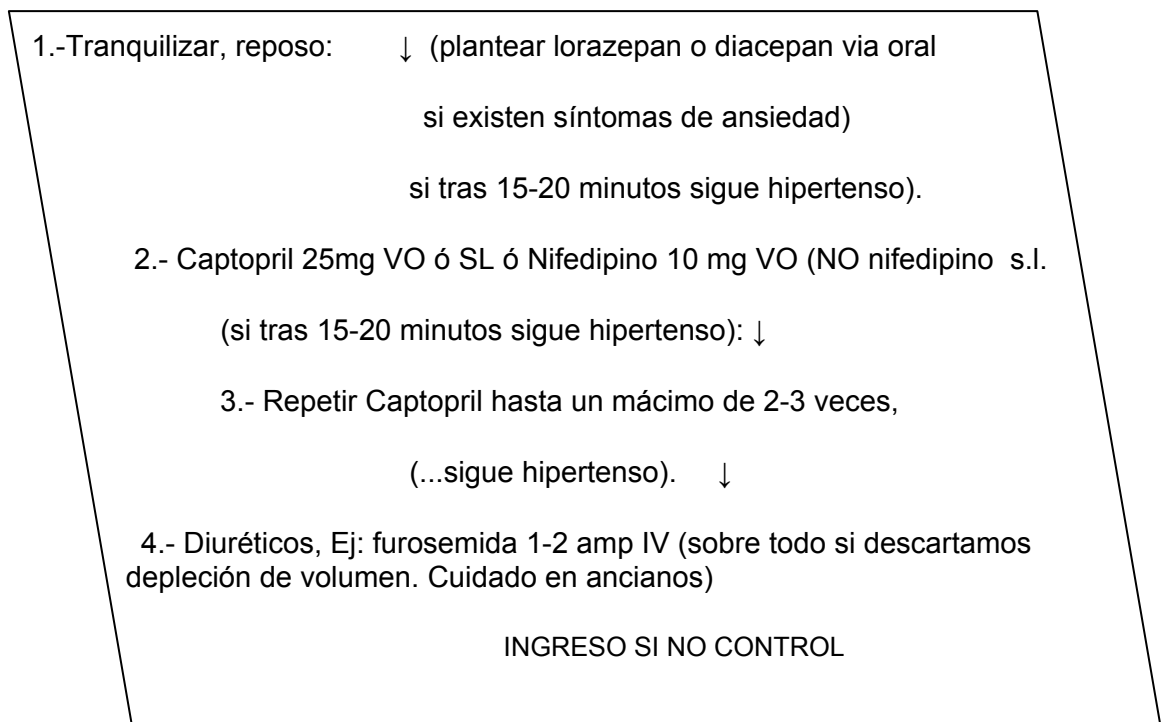 1.-Tranquilizar, reposo: ↓ (plantear lorazepan o diacepan via oral
si existen síntomas de ansiedad)
si tras 15-20 minutos sigue hipertenso).
2.- Captopril 25mg VO ó SL ó Nifedipino 10 mg VO (NO nifedipino s.l.
(si tras 15-20 minutos sigue hipertenso): ↓
3.- Repetir Captopril hasta un mácimo de 2-3 veces,
(...sigue hipertenso). ↓
4.- Diuréticos, Ej: furosemida 1-2 amp IV (sobre todo si descartamos
depleción de volumen. Cuidado en ancianos)
INGRESO SI NO CONTROL